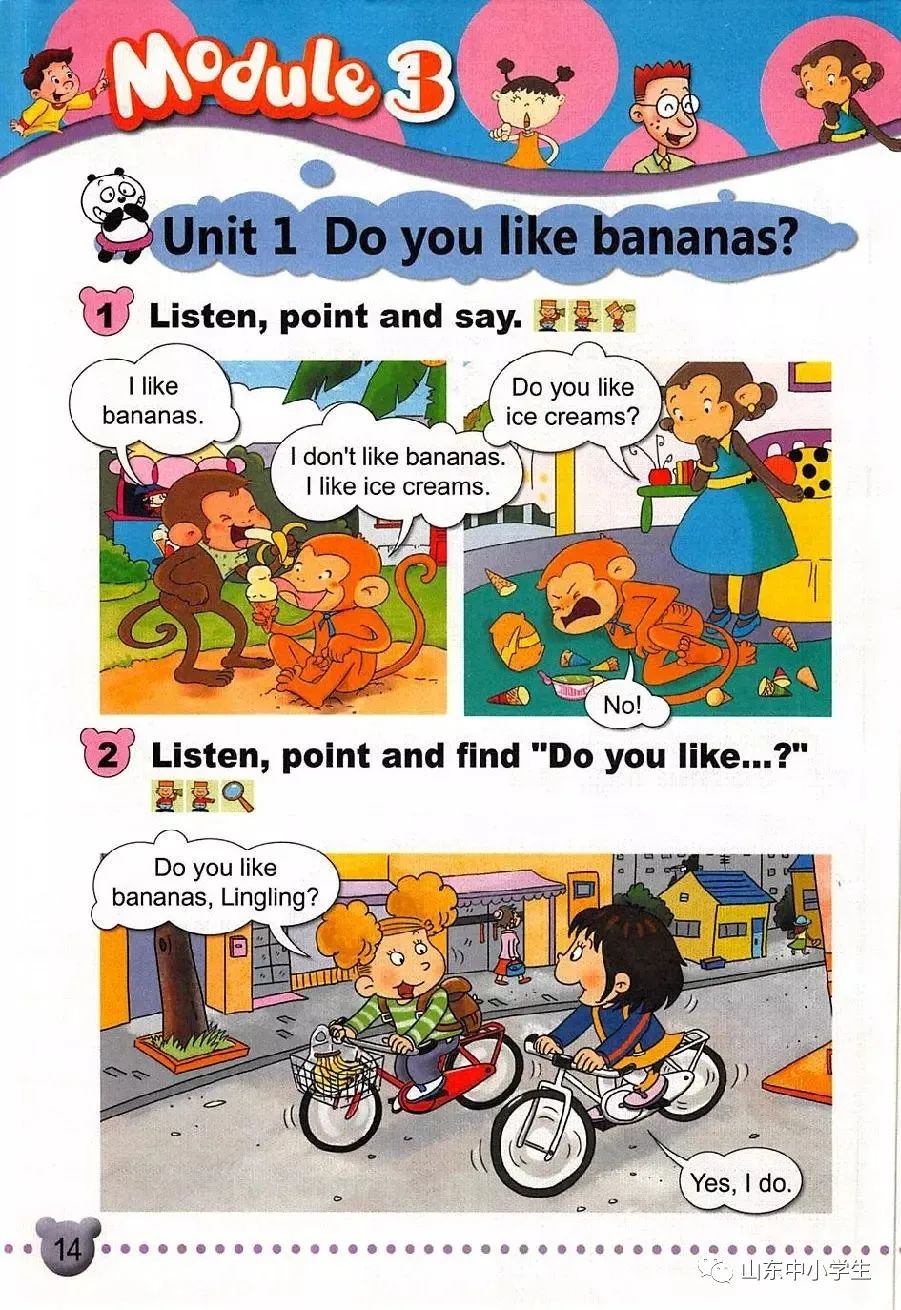 Module 3
Unit 1 Do you like bananas?
1 Listen, point and say.
I like
bananas.
I don't like bananas.
I like ice creams.
Do you like
ice creams?
No!
2 Listen, point and find "Do you like...?"
Do you like
bananas, Lingling?
Yes, I do.
14
山东中小学生